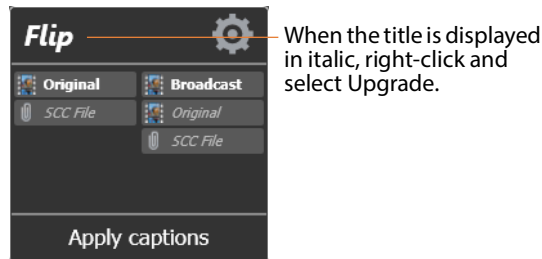 Flip
When the title is displayed
in italic, right-click and
select Upgrade.
Original
SCC File
Broadcast
Original
SCC File
Apply captions